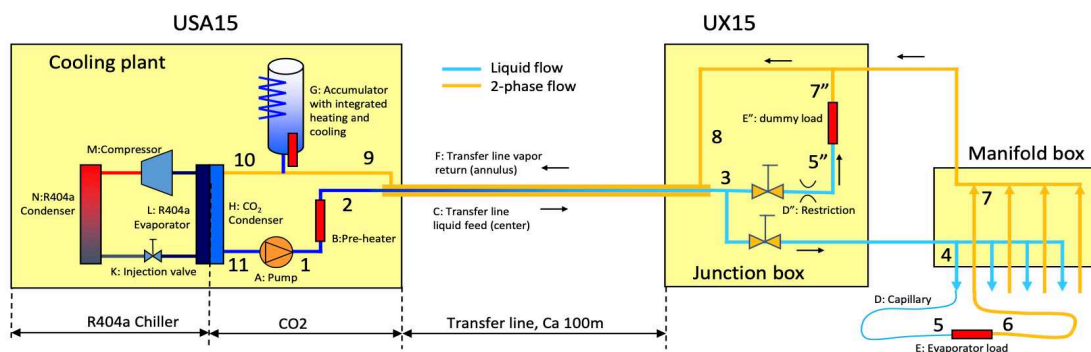 USA15
UX15
Cooling plant
G: Accumulator
with integrated
heating and
cooling
Liquid flow
2-phase flow
7”
E”: dummy load
M:Compressor
10
9
F: Transfer line vapor
return (annulus)
8
3
5”
Manifold box
N:R404a
Condenser
L: R404a
Evaporator
H: CO2
Condenser
2
B:Pre-heater
C: Transfer line
liquid feed (center)
D”: Restriction
7
K: Injection valve
11
A: Pump
1
Junction box
4
D: Capillary
R404a Chiller
CO2
Transfer line, Ca 100m
5
6
E: Evaporator load